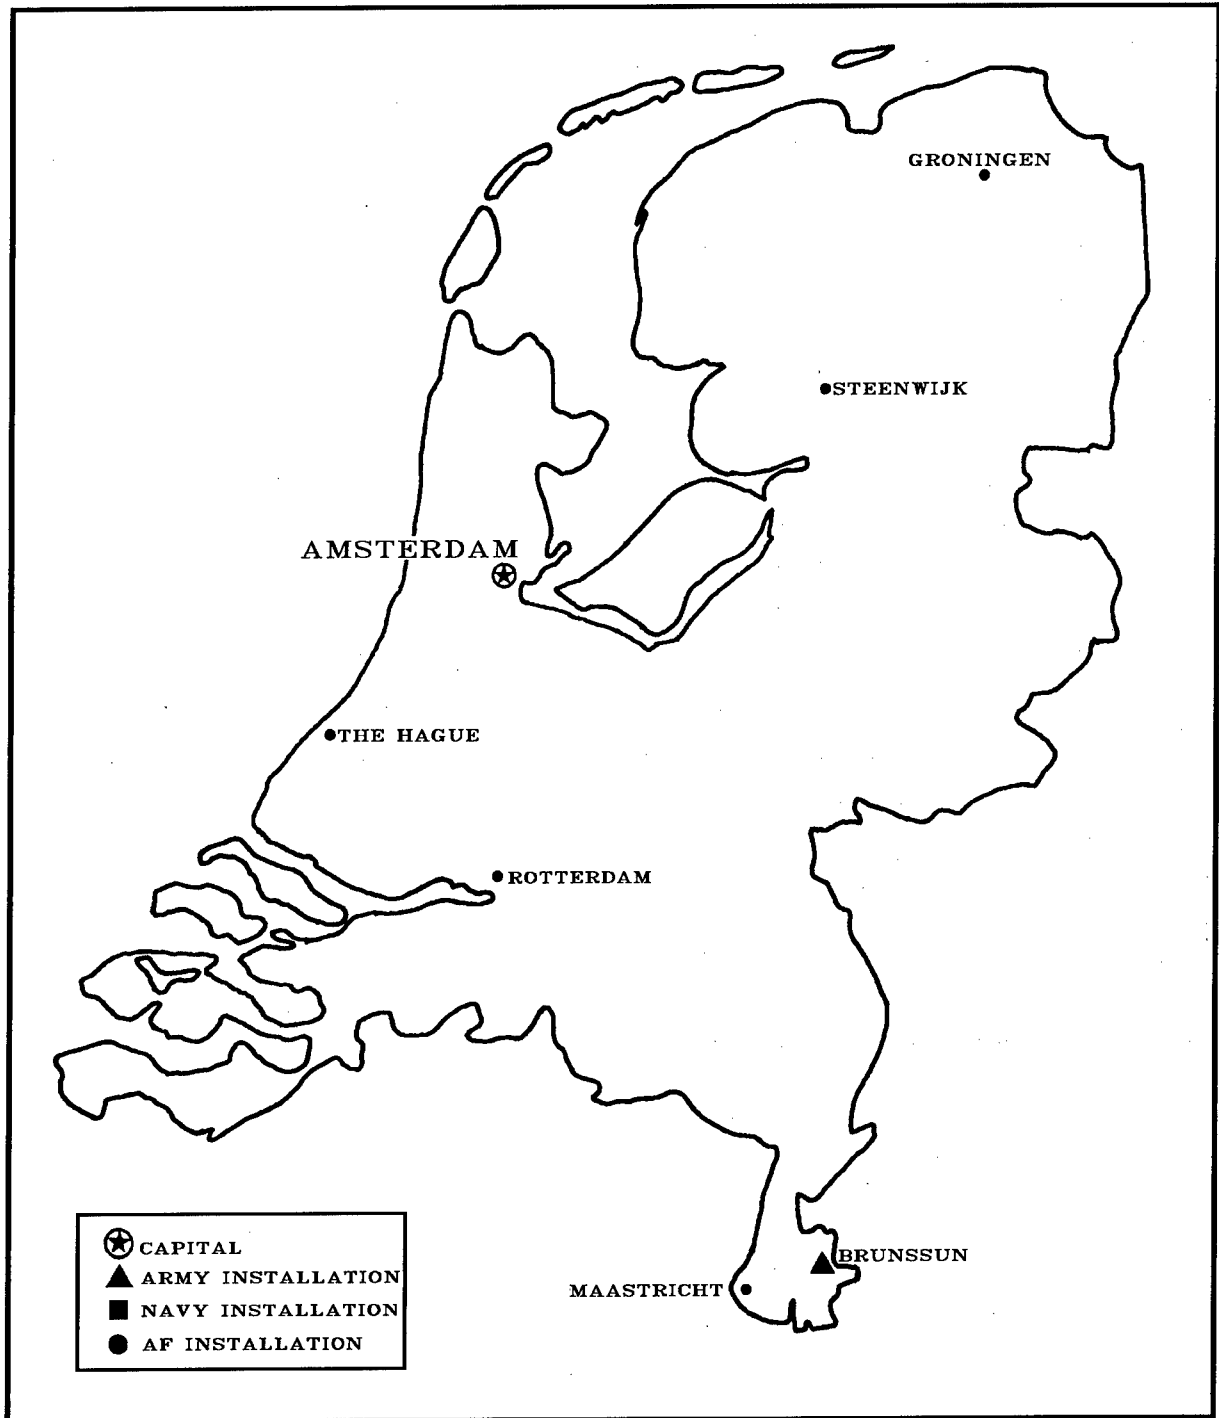 GRONINGEN
STEENWIJK
AMSTERDAM
THE HAGUE
ROTTERDAM
BRUNSSUN
MAASTRICHT
CAPITAL
ARMY INSTALLATION
NAVY INSTALLATION
AF INSTALLATION